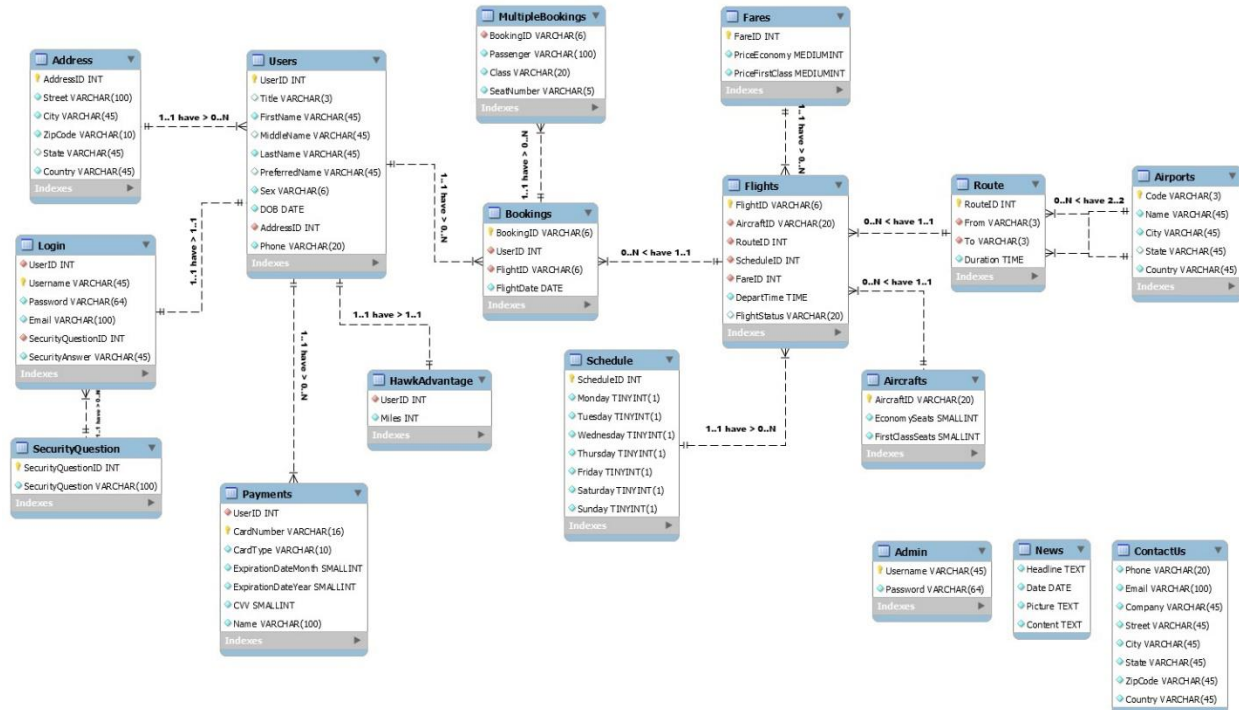 Address
AddressID INT
Street VARCHAR(100)
City VARCHAR(45)
ZipCode VARCHAR(10)
State VARCHAR(45)
Country VARCHAR(45)
Indexes
1..1 have > 0..N
Users
UserID INT
Title VARCHAR(3)
FirstName VARCHAR(45)
MiddleName VARCHAR(45)
LastName VARCHAR(45)
PreferredName VARCHAR(45)
Sex VARCHAR(6)
DOB DATE
AddressID INT
Phone VARCHAR(20)
Indexes
1..1 have > 1..1
Login
UserID INT
Username VARCHAR(45)
Password VARCHAR(64)
Email VARCHAR(100)
SecurityQuestionID INT
SecurityAnswer VARCHAR(45)
Indexes
1..1 have > 0..N
SecurityQuestion
SecurityQuestionID INT
SecurityQuestion VARCHAR(100)
Indexes
1..1 have > 0..N
Payments
UserID INT
CardNumber VARCHAR(16)
CardType VARCHAR(10)
ExpirationDateMonth SMALLINT
ExpirationDateYear SMALLINT
CVV SMALLINT
Name VARCHAR(100)
Indexes
1..1 have > 1..1
HawkAdvantage
UserID INT
Miles INT
Indexes
1..1 have > 0..N
MultipleBookings
BookingID VARCHAR(6)
Passenger VARCHAR(100)
Class VARCHAR(20)
SeatNumber VARCHAR(5)
Indexes
1..1 have > 0..N
Bookings
BookingID VARCHAR(6)
UserID INT
FlightID VARCHAR(6)
FlightDate DATE
Indexes
0..N < have 1..1
Fares
FareID INT
PriceEconomy MEDIUMINT
PriceFirstClass MEDIUMINT
Indexes
1..1 have > 0..N
Flights
FlightID VARCHAR(6)
AircraftID VARCHAR(20)
RouteID INT
ScheduleID INT
FareID INT
DepartTime TIME
FlightStatus VARCHAR(20)
Indexes
0..N < have 1..1
Route
RouteID INT
From VARCHAR(3)
To VARCHAR(3)
Duration TIME
Indexes
0..N < have 2..2
Airports
Code VARCHAR(3)
Name VARCHAR(45)
City VARCHAR(45)
State VARCHAR(45)
Country VARCHAR(45)
Indexes
0..N < have 1..1
Aircrafts
AircraftID VARCHAR(20)
EconomySeats SMALLINT
FirstClassSeats SMALLINT
Indexes
Schedule
ScheduleID INT
Monday TINYINT(1)
Tuesday TINYINT(1)
Wednesday TINYINT(1)
Thursday TINYINT(1)
Friday TINYINT(1)
Saturday TINYINT(1)
Sunday TINYINT(1)
Indexes
1..1 have > 0..N
Admin
Username VARCHAR(45)
Password VARCHAR(64)
Indexes
News
Headline TEXT
Date DATE
Picture TEXT
Content TEXT
ContactUs
Phone VARCHAR(20)
Email VARCHAR(100)
Company VARCHAR(45)
Street VARCHAR(45)
City VARCHAR(45)
State VARCHAR(45)
ZipCode VARCHAR(45)
Country VARCHAR(45)